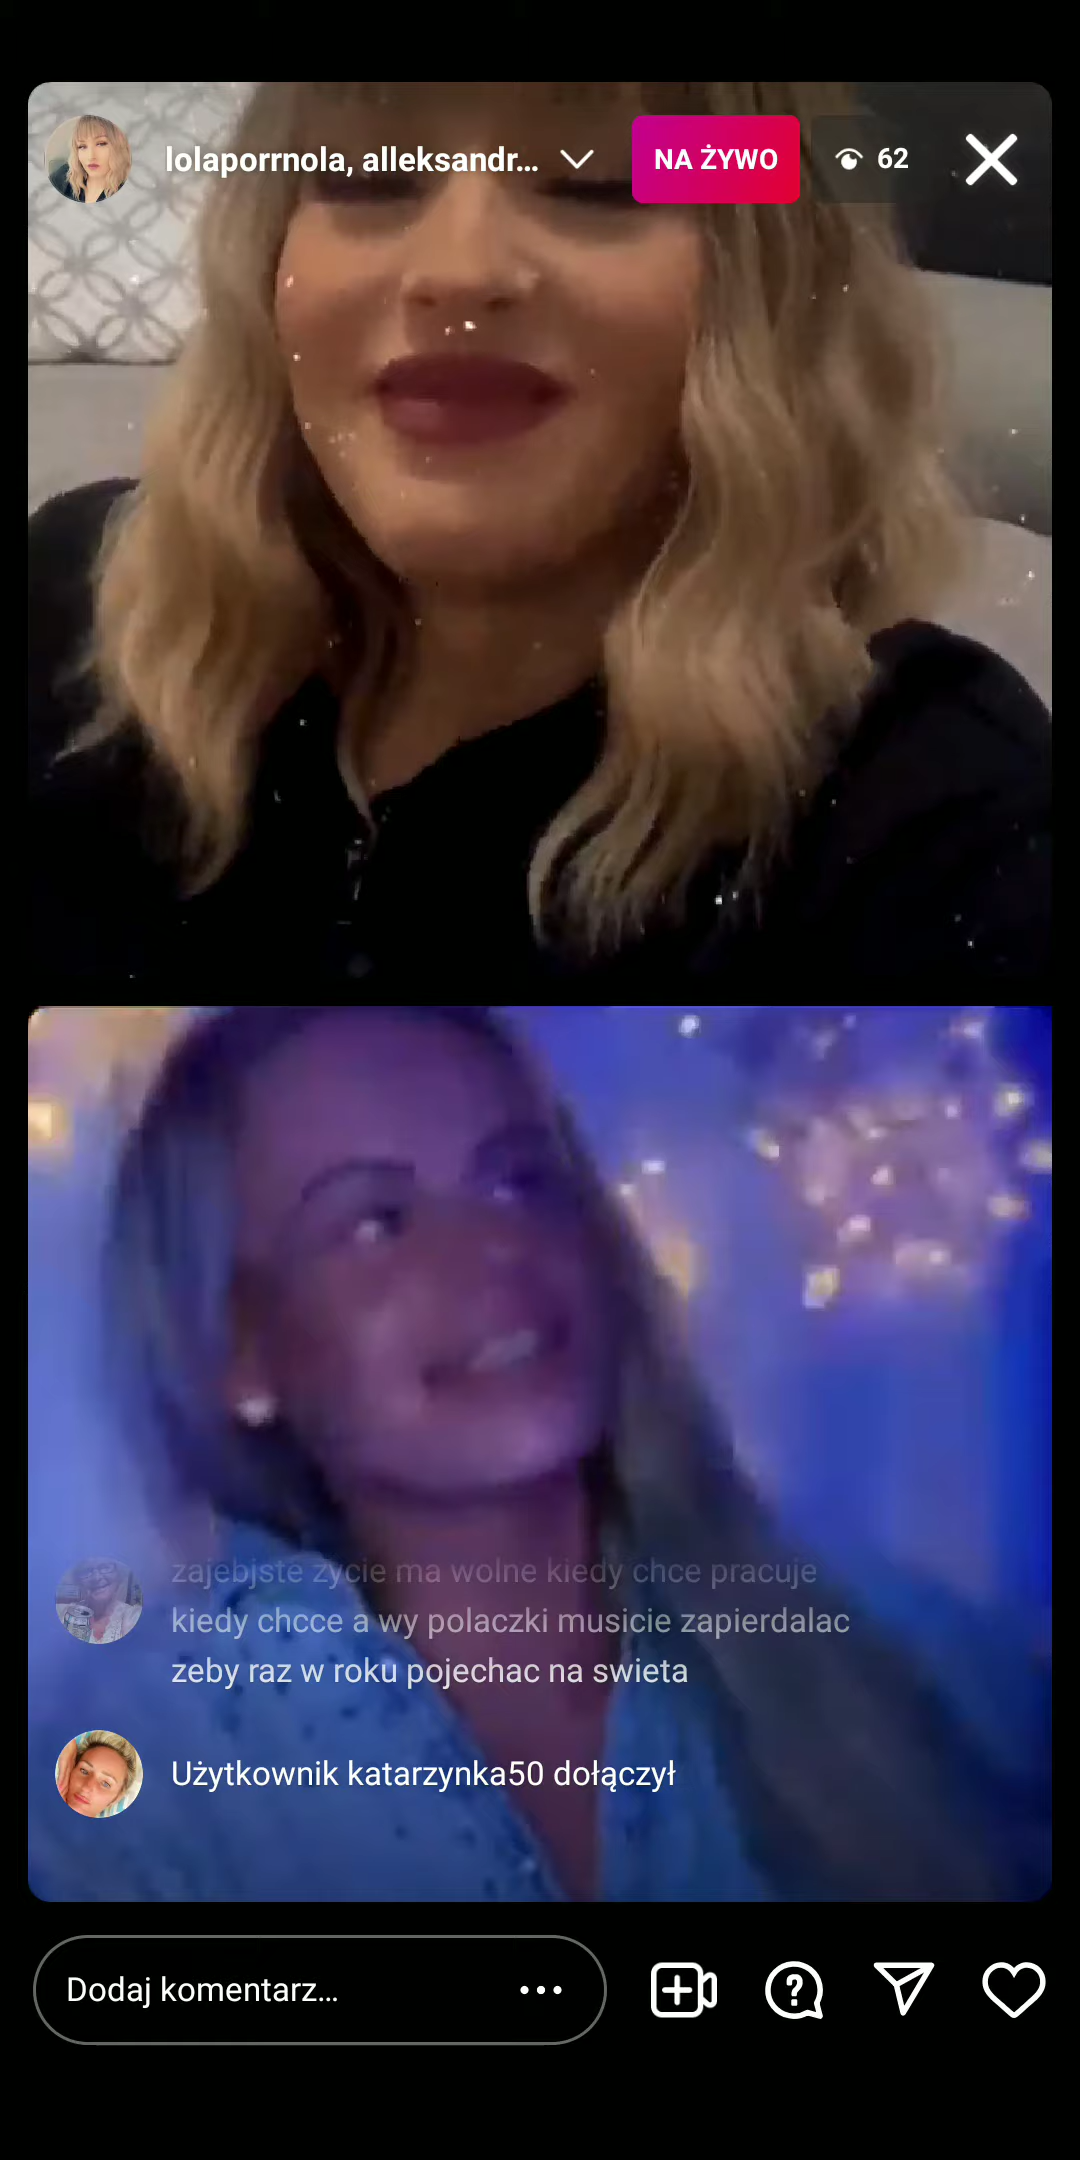 lolaporrnola, alleksandr...
NA ŻYWO
62
zajebjste zycie ma wolne kiedy chce pracuje
kiedy chcce a wy polaczki musicie zapierdalac
zeby raz w roku pojechac na swieta
Użytkownik katarzynka50 dołączył
Dodaj komentarz...